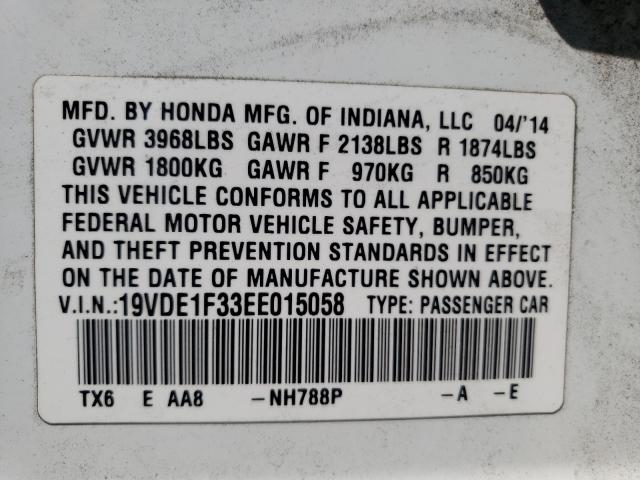 MFD. BY HONDA MFG. OF INDIANA, LLC 04/'14
GVWR 3968LBS GAWR F 2138LBS R 1874LBS
GVWR 1800KG GAWR F 970KG R 850KG
THIS VEHICLE CONFORMS TO ALL APPLICABLE
FEDERAL MOTOR VEHICLE SAFETY, BUMPER,
AND THEFT PREVENTION STANDARDS IN EFFECT
ON THE DATE OF MANUFACTURE SHOWN ABOVE.
V.I.N.:19VDE1F33EE015058 TYPE: PASSENGER CAR
TX6 E AA8 -NH788P -A -E